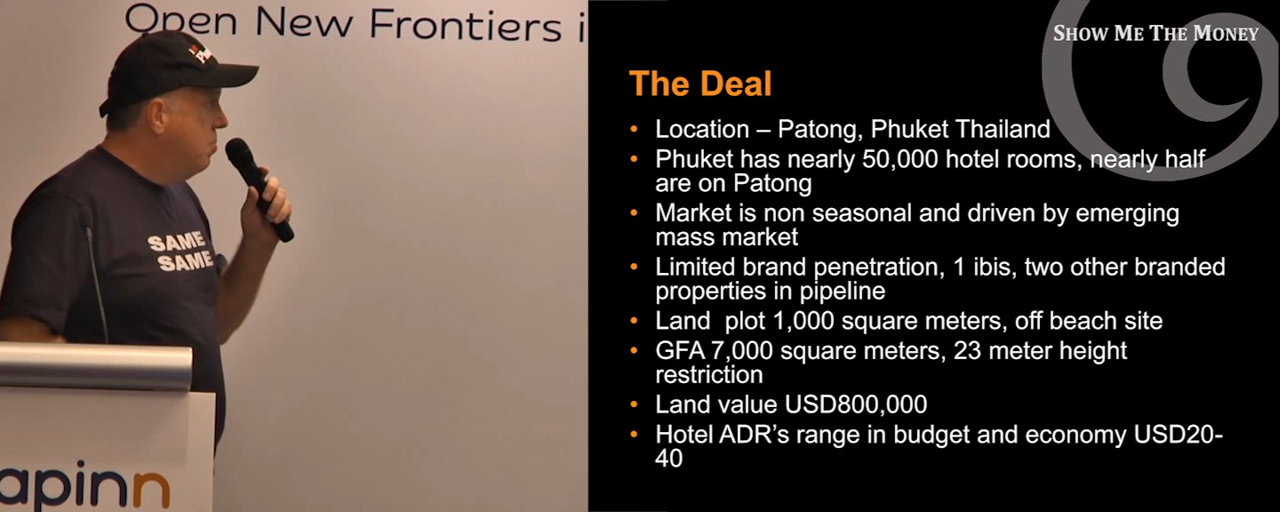 Open New Frontiers i
SAME
SAME
apinn
SHOW ME THE MONEY
The Deal
• Location – Patong, Phuket Thailand
• Phuket has nearly 50,000 hotel rooms, nearly half
are on Patong
• Market is non seasonal and driven by emerging
mass market
• Limited brand penetration, 1 ibis, two other branded
properties in pipeline
• Land  plot 1,000 square meters, off beach site
• GFA 7,000 square meters, 23 meter height
restriction
• Land value USD800,000
• Hotel ADR's range in budget and economy USD20-
40